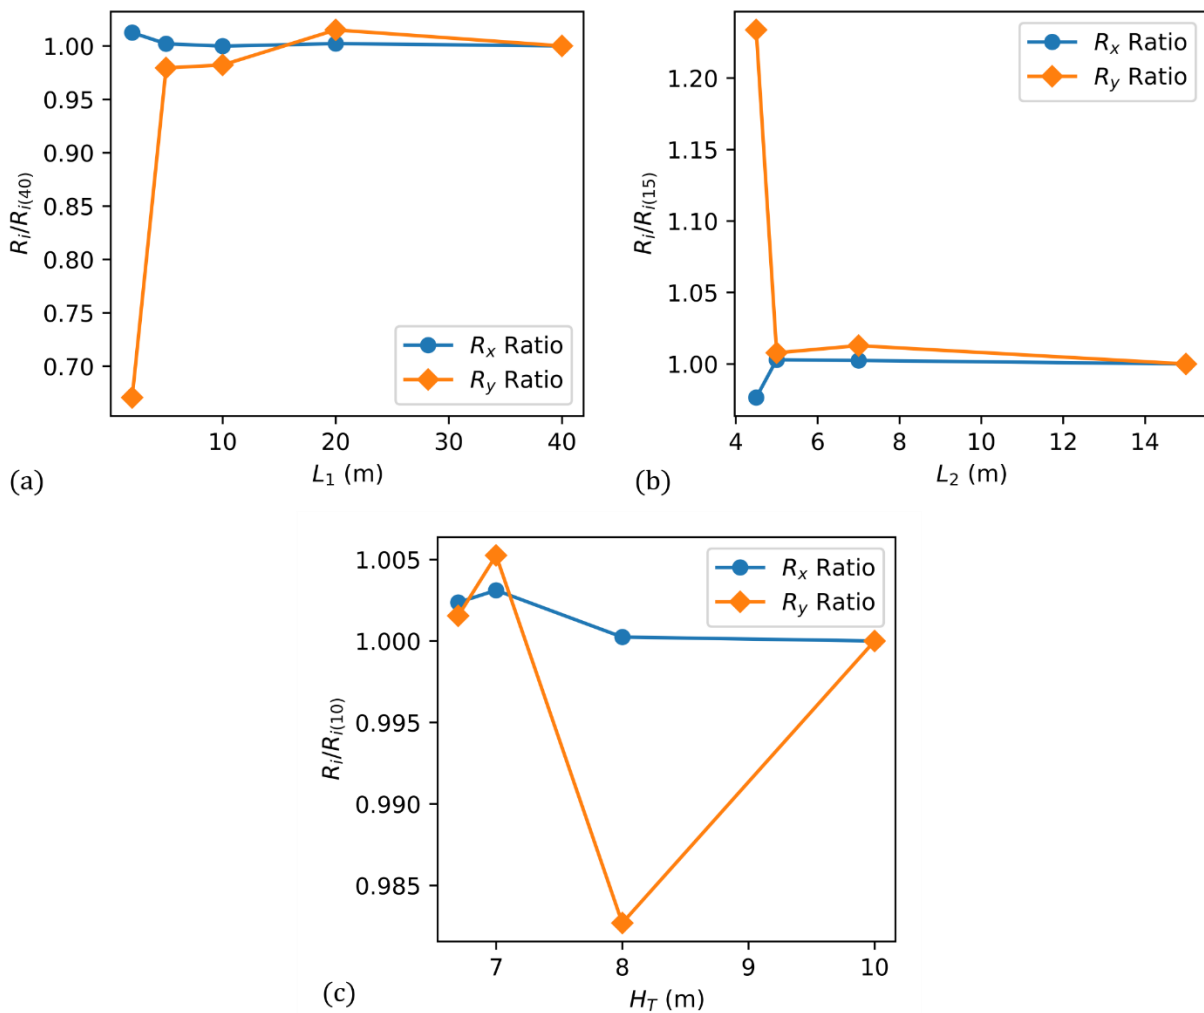 1.00
0.95
0.90
0.85
0.80
0.75
0.70
R_i/R_{i(40)}
R_x Ratio
R_y Ratio
10 20 30 40
L_1 (m)
(a)
1.20
1.15
1.10
1.05
1.00
R_i/R_{i(15)}
R_x Ratio
R_y Ratio
4 6 8 10 12 14
L_2 (m)
(b)
1.005
1.000
0.995
0.990
0.985
R_i/R_{i(10)}
R_x Ratio
R_y Ratio
7 8 9 10
H_T (m)
(c)